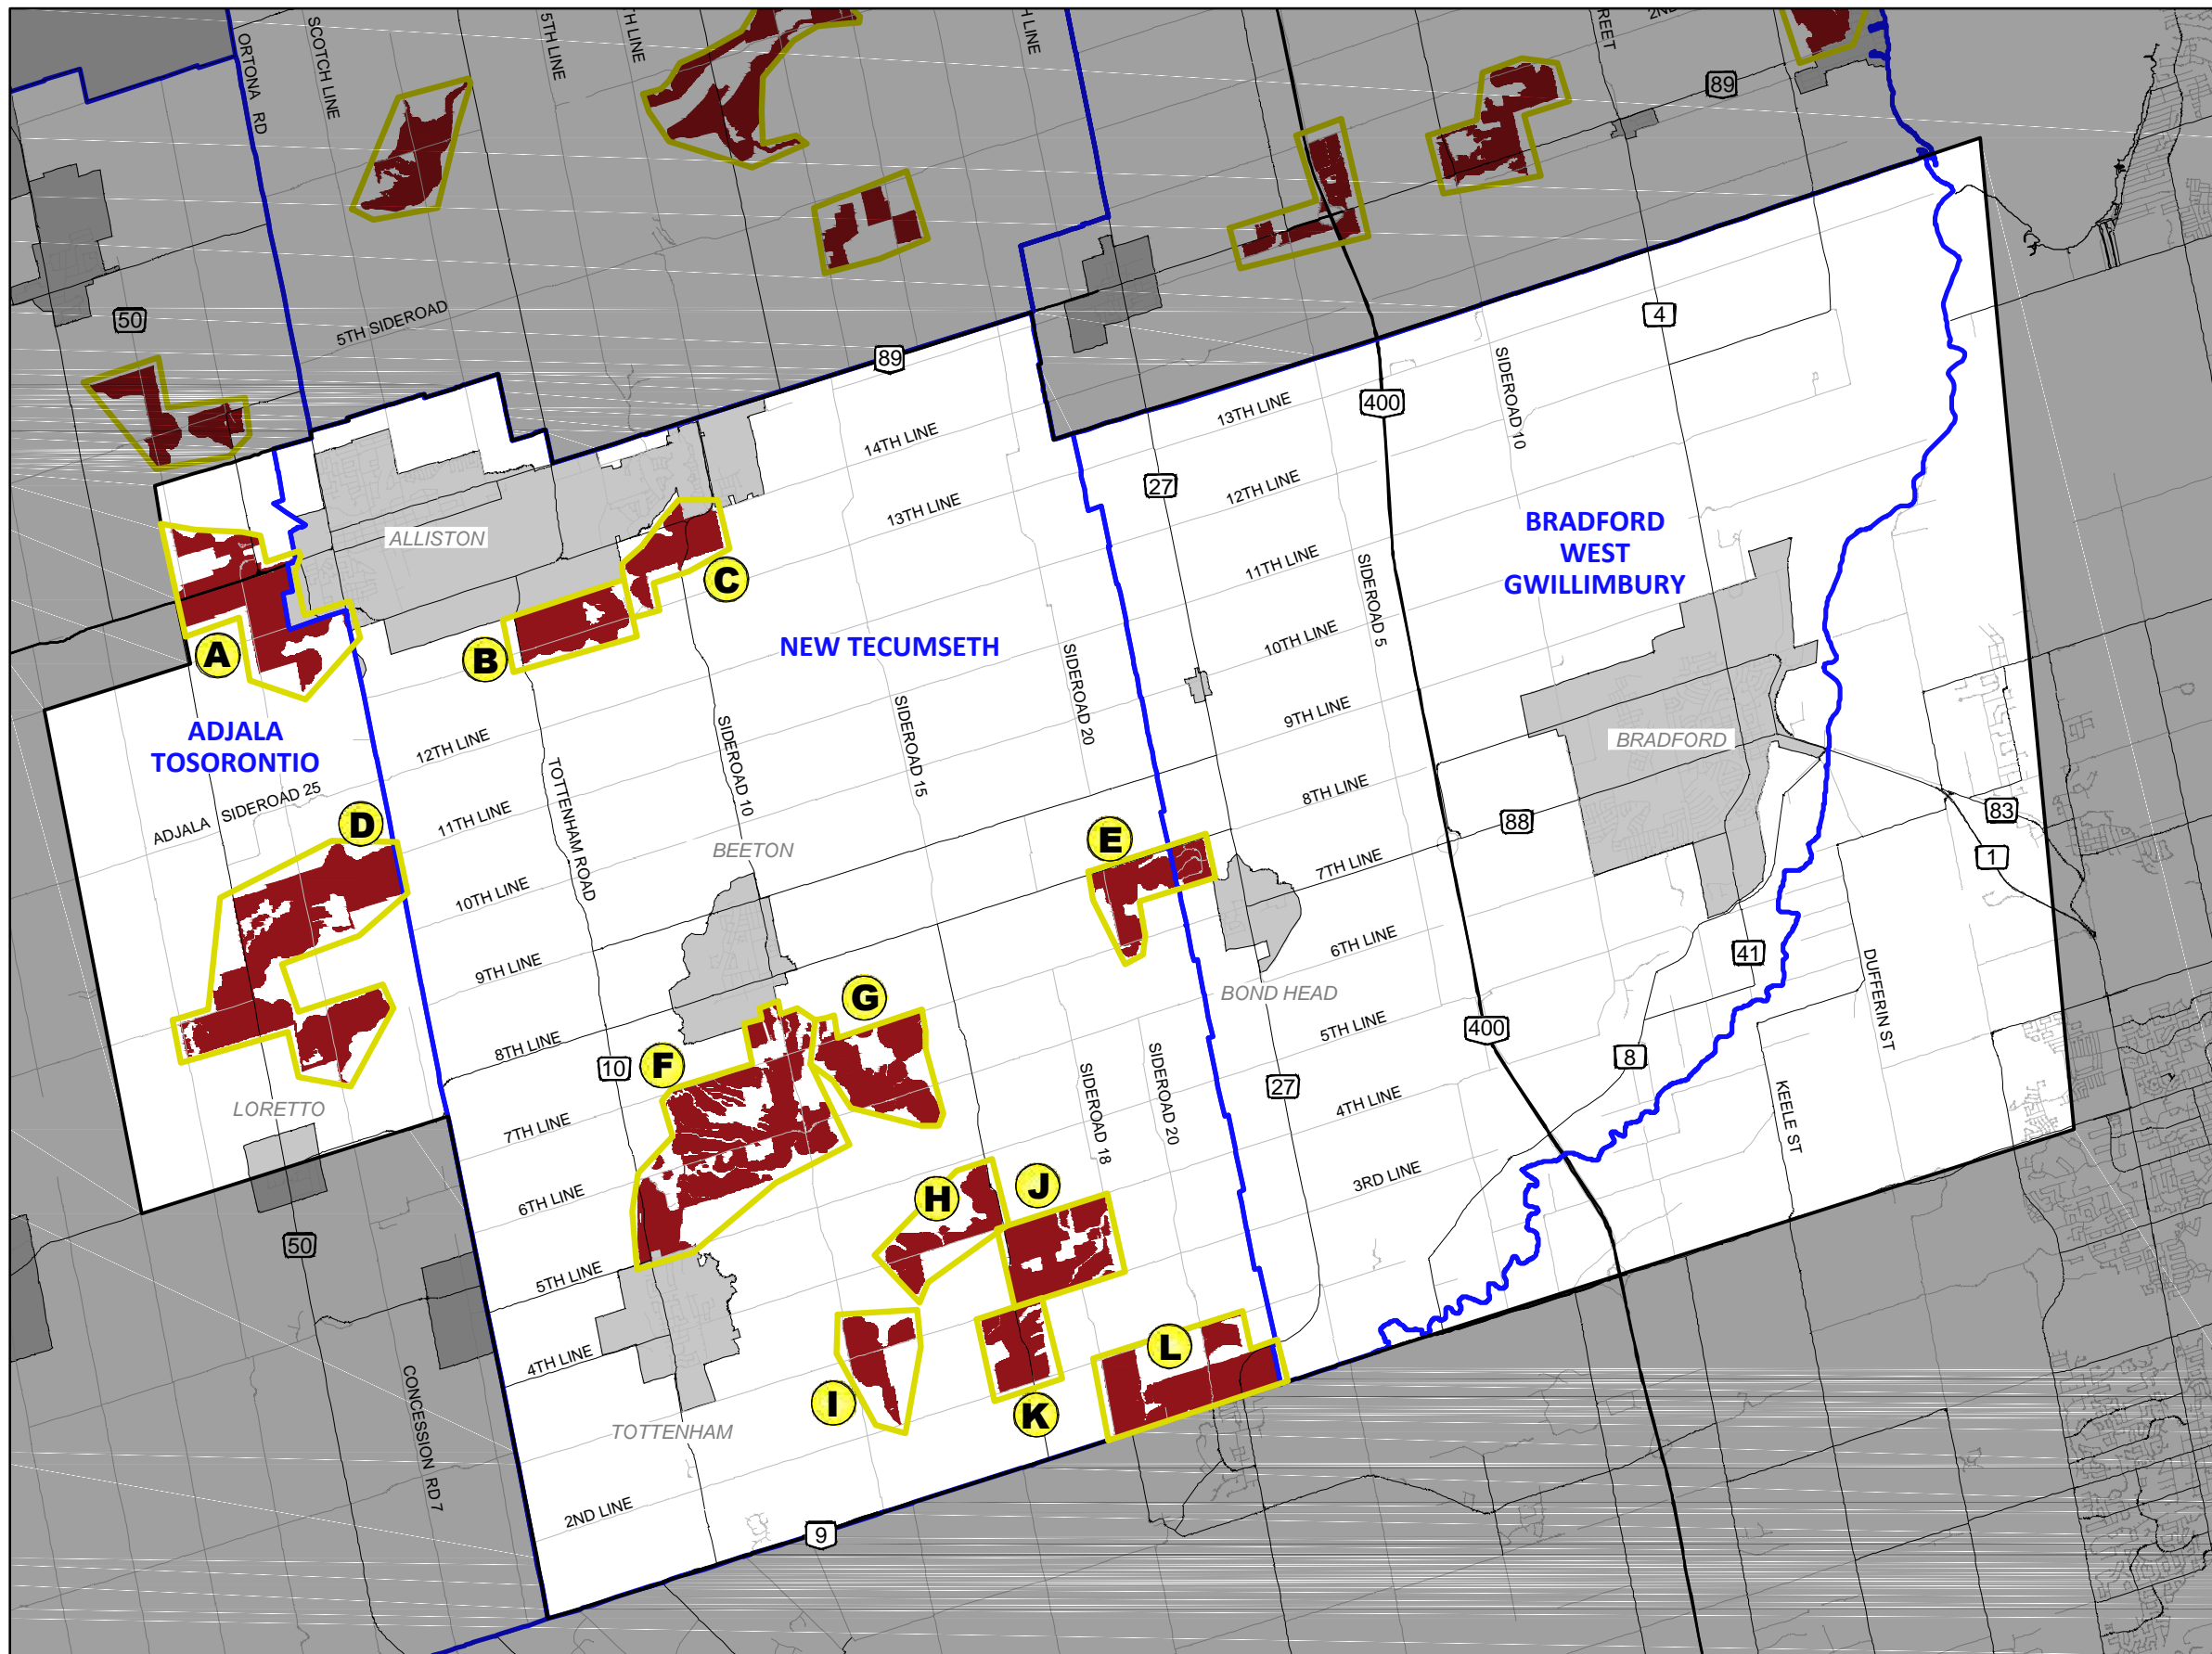 ORTONA RD
SCOTCH LINE
5TH LINE
TH LINE
H LINE
REET
2N
89
50
5TH SIDEROAD
89
4
400
SIDEROAD 10
13TH LINE
14TH LINE
27
12TH LINE
13TH LINE
ALLISTON
BRADFORD
WEST
GWILLIMBURY
11TH LINE
SIDEROAD 5
C
A
B
NEW TECUMSETH
10TH LINE
SIDEROAD 20
9TH LINE
ADJALA
TOSORONTIO
12TH LINE
SIDEROAD 10
SIDEROAD 15
BRADFORD
TOTTENHAM ROAD
8TH LINE
ADJALA SIDEROAD 25
11TH LINE
D
88
83
E
BEETON
7TH LINE
1
10TH LINE
6TH LINE
41
9TH LINE
DUFFERIN ST
BOND HEAD
G
5TH LINE
400
8TH LINE
10
F
8
SIDEROAD 18
SIDEROAD 20
27
4TH LINE
KEELE ST
LORETTO
7TH LINE
3RD LINE
6TH LINE
H
J
50
5TH LINE
4TH LINE
L
I
K
CONCESSION RD 7
TOTTENHAM
2ND LINE
9